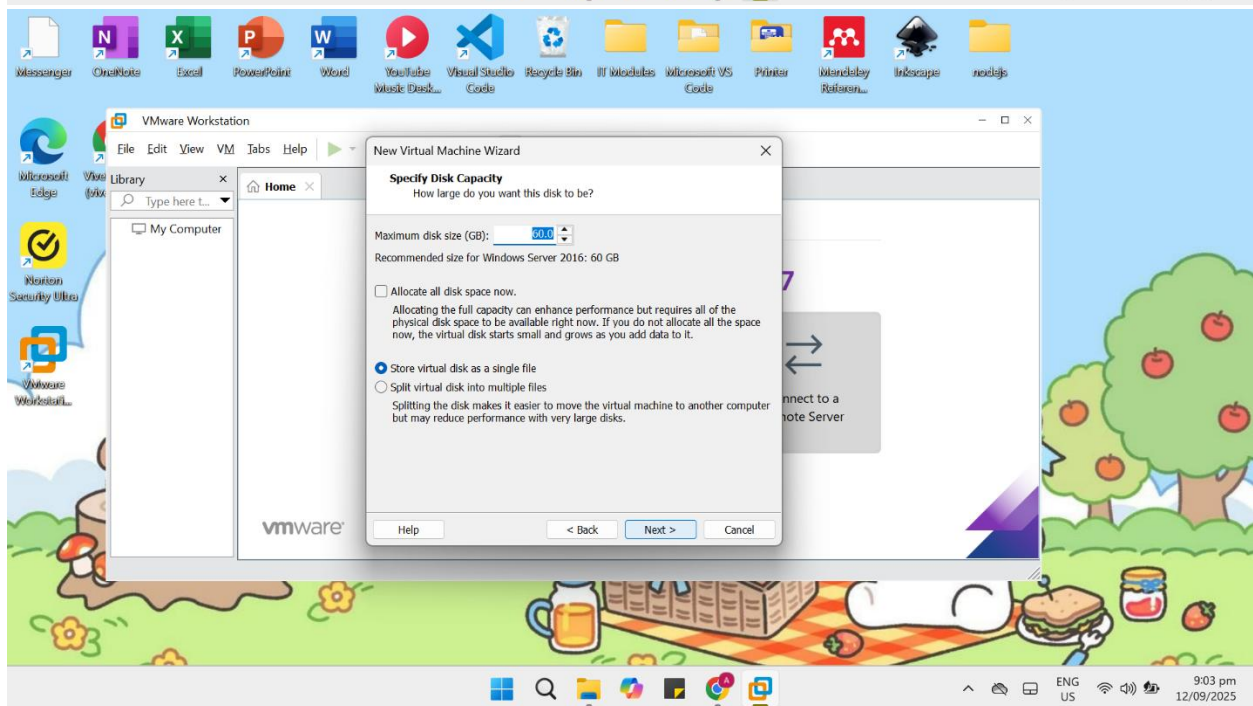 Messenger
OneNote
Excel
PowerPoint
Word
YouTube
Music Desk...
Visual Studio
Code
Recycle Bin
IT Modules
Microsoft VS
Code
Printer
Mendeley
Referen...
Inkscape
nodejs
Microsoft
Edge
Norton
Security Ultra
VMware
Workstati...
VMware Workstation
File Edit View VM Tabs Help
Library
Type here t...
My Computer
Home
New Virtual Machine Wizard
Specify Disk Capacity
How large do you want this disk to be?
Maximum disk size (GB): 60.0
Recommended size for Windows Server 2016: 60 GB
Allocate all disk space now.
Allocating the full capacity can enhance performance but requires all of the
physical disk space to be available right now. If you do not allocate all the space
now, the virtual disk starts small and grows as you add data to it.
Store virtual disk as a single file
Split virtual disk into multiple files
Splitting the disk makes it easier to move the virtual machine to another computer
but may reduce performance with very large disks.
Help
< Back
Next >
Cancel
7
nnect to a
note Server
vmware
ENG
US
9:03 pm
12/09/2025